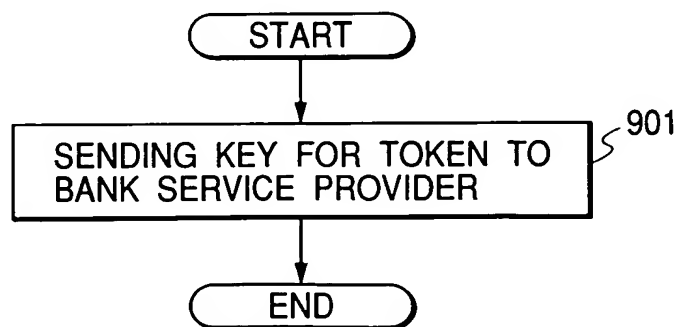 START
SENDING KEY FOR TOKEN TO
BANK SERVICE PROVIDER
901
END